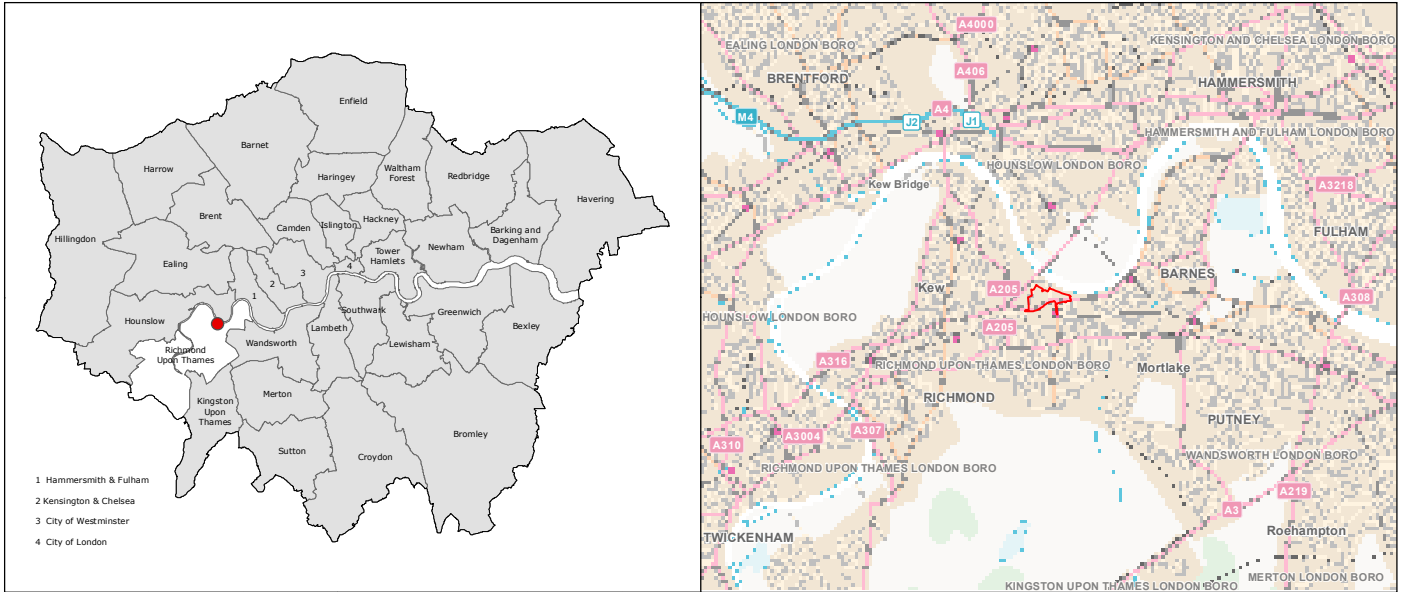 Enfield
Barnet
Harrow
Haringey
Waltham
Forest
Redbridge
Havering
Brent
Camden
Islington
Hackney
Barking and
Dagenham
Hillingdon
Ealing
Tower
Hamlets
Newham
3
4
2
1
Hounslow
Southwark
Greenwich
Bexley
Lambeth
Wandsworth
Lewisham
Richmond
Upon Thames
Merton
Kingston
Upon
Thames
Bromley
Sutton
Croydon
1 Hammersmith & Fulham
2 Kensington & Chelsea
3 City of Westminster
4 City of London
A4000
EALING LONDON BORO
KENSINGTON AND CHELSEA LONDON BORO
BRENTFORD
A406
HAMMERSMITH
A4
M4
J2
J1
HAMMERSMITH AND FULHAM LONDON BORO
HOUNSLOW LONDON BORO
Kew Bridge
A3218
FULHAM
BARNES
Kew
A205
A308
HOUNSLOW LONDON BORO
A205
A316
RICHMOND UPON THAMES LONDON BORO
Mortlake
RICHMOND
PUTNEY
A307
A3004
A310
WANDSWORTH LONDON BORO
RICHMOND UPON THAMES LONDON BORO
A219
A3
Roehampton
TWICKENHAM
MERTON LONDON BORO
KINGSTON UPON THAMES LONDON BORO